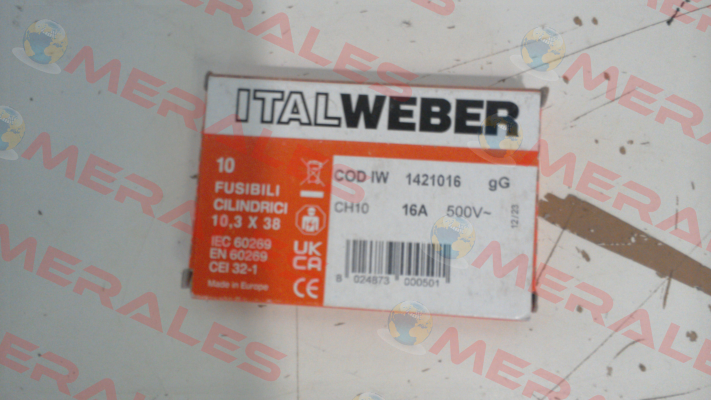 ITALWEBER
10
FUSIBILI
CILINDRICI
10,3 X 38
IEC 60269
EN 60269
CEI 32-1
Made in Europe
UK
CA
CE
COD IW 1421016 gG
CH10 16A 500V~
12/23
8 024873 000501
MERALES
MERALES
MERALES
MERALES
MERALES
MERALES